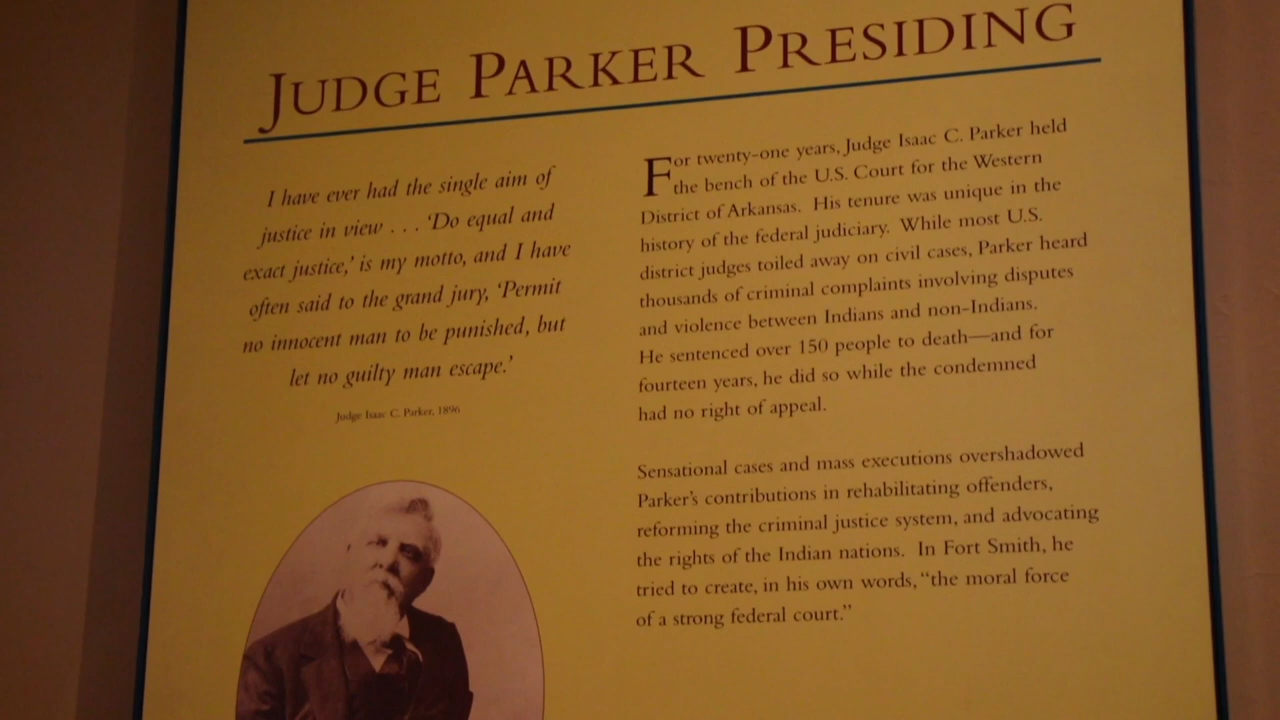 JUDGE PARKER PRESIDING
I have ever had the single aim of
justice in view . . . ‘Do equal and
exact justice,’ is my motto, and I have
often said to the grand jury, ‘Permit
no innocent man to be punished, but
let no guilty man escape.’
Judge Isaac C. Parker, 1896
For twenty-one years, Judge Isaac C. Parker held
the bench of the U.S. Court for the Western
District of Arkansas. His tenure was unique in the
history of the federal judiciary. While most U.S.
district judges toiled away on civil cases, Parker heard
thousands of criminal complaints involving disputes
and violence between Indians and non-Indians.
He sentenced over 150 people to death—and for
fourteen years, he did so while the condemned
had no right of appeal.
Sensational cases and mass executions overshadowed
Parker’s contributions in rehabilitating offenders,
reforming the criminal justice system, and advocating
the rights of the Indian nations. In Fort Smith, he
tried to create, in his own words, “the moral force
of a strong federal court.”